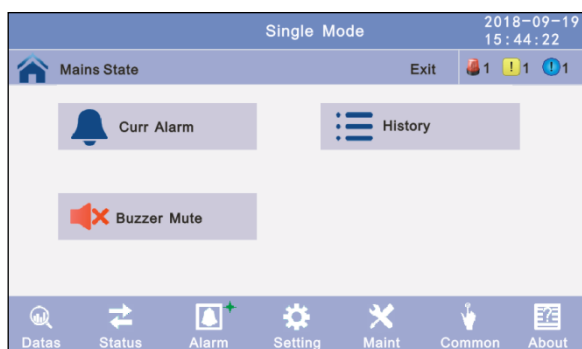 Single Mode
2018-09-19
15:44:22
Mains State
Exit
1
! 1
! 1
Curr Alarm
History
Buzzer Mute
Datas
Status
Alarm
Setting
Maint
Common
About